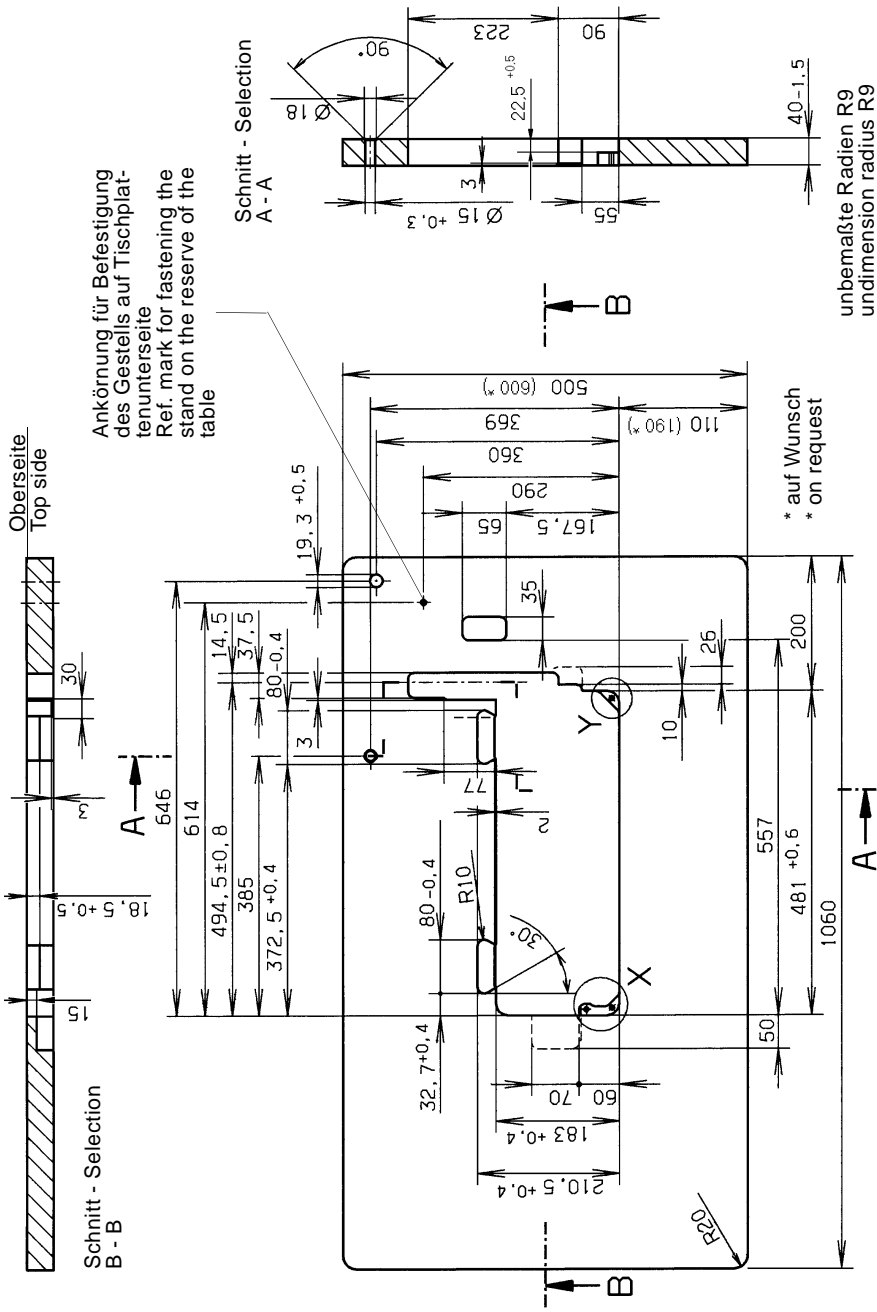 Oberseite
Top side
30
3
18,5+0,5
15
Schnitt - Selection
B - B
Ankörnung für Befestigung
des Gestells auf Tischplat-
tenunterseite
Ref. mark for fastening the
stand on the reserve of the
table
Schnitt - Selection
A - A
90°
Ø 18
223
90
22.5 +0.5
3
Ø 15 +0,3
55
40-1,5
unbemaßte Radien R9
undimension radius R9
A
646
614
494,5±0,8
385
372,5 +0,4
14,5
37,5
80-0,4
3
19,3 +0,5
35
65
77
2
80-0,4
R10
30°
32,7+0,4
X
Y
10
26
200
557
481 +0,6
1060
50
70
60
183 +0.4
210.5 +0.4
R20
500 (600 *)
369
360
290
167,5
110 (190 *)
B
B
A
* auf Wunsch
* on request